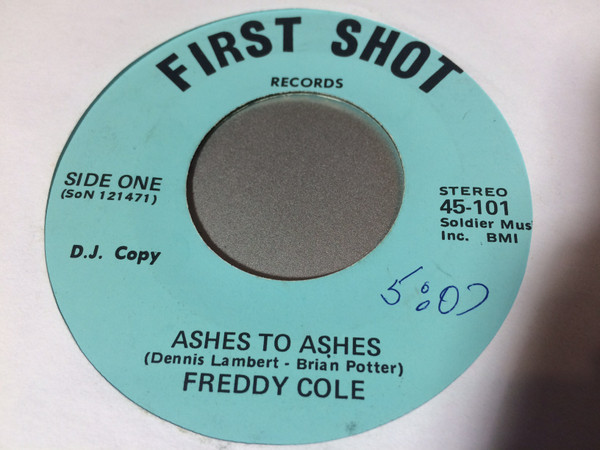 FIRST SHOT
RECORDS
SIDE ONE
(SoN 121471)
D.J. Copy
STEREO
45-101
Soldier Mus
Inc. BMI
5:07
ASHES TO ASHES
(Dennis Lambert - Brian Potter)
FREDDY COLE